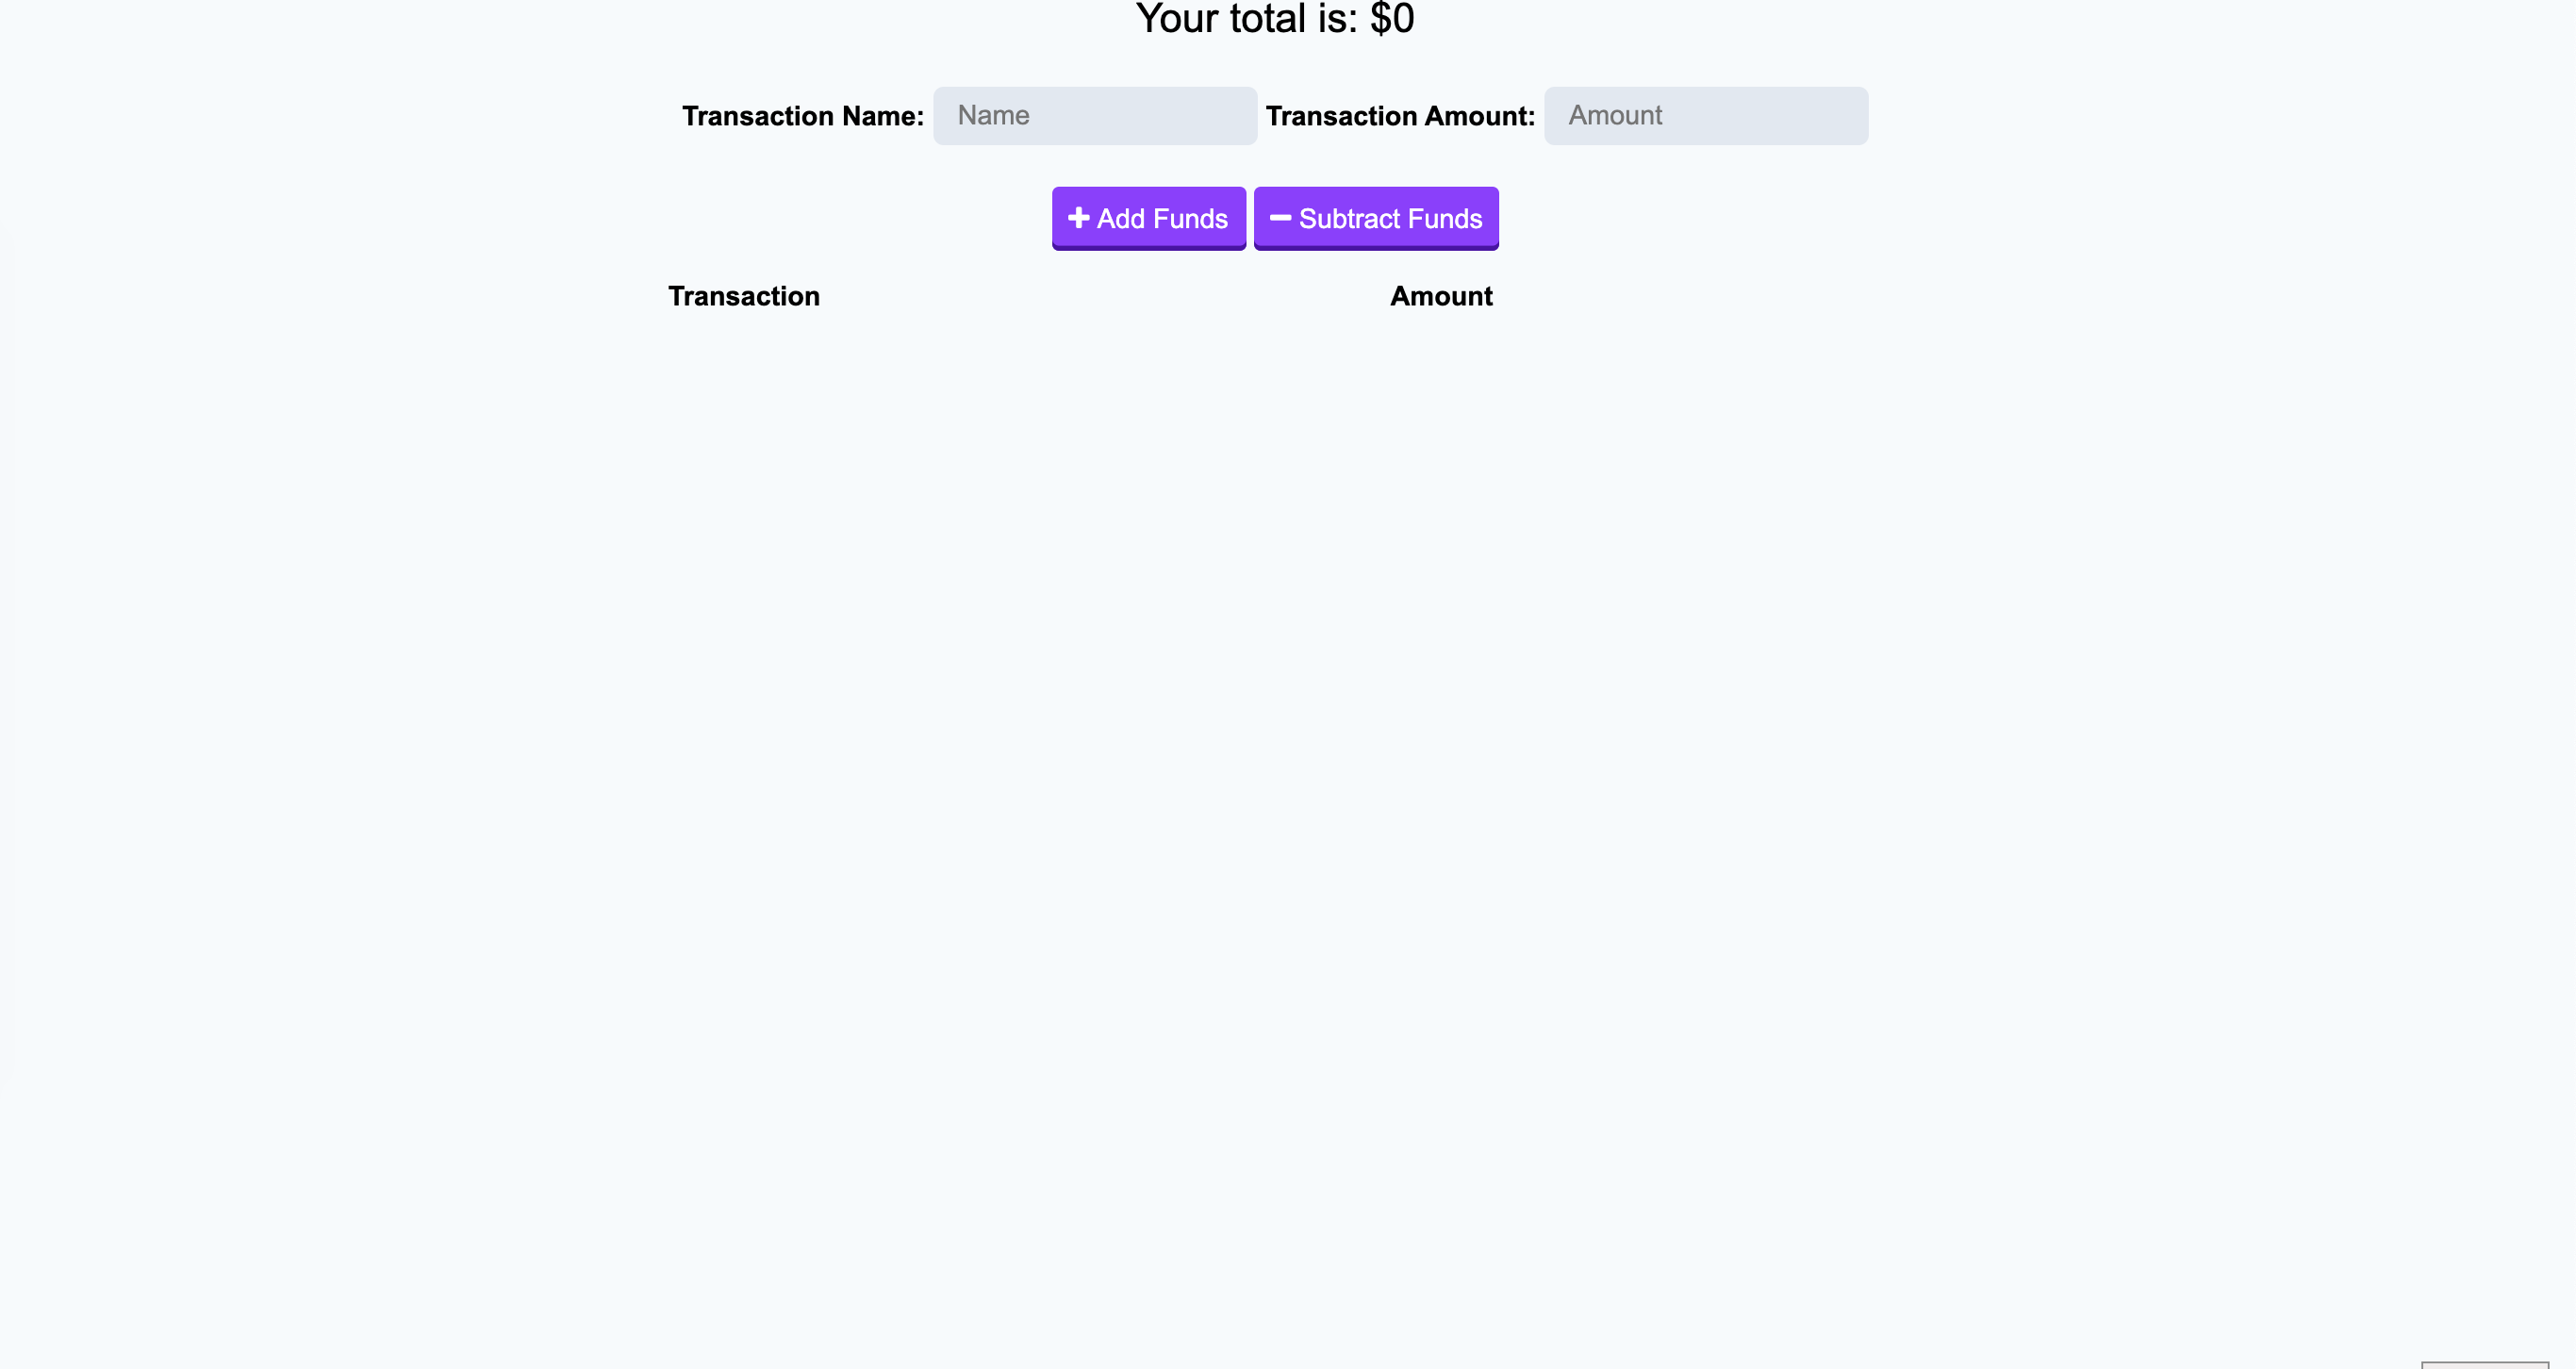 Your total is: $0
Transaction Name: Name Transaction Amount: Amount
Add Funds Subtract Funds
Transaction Amount